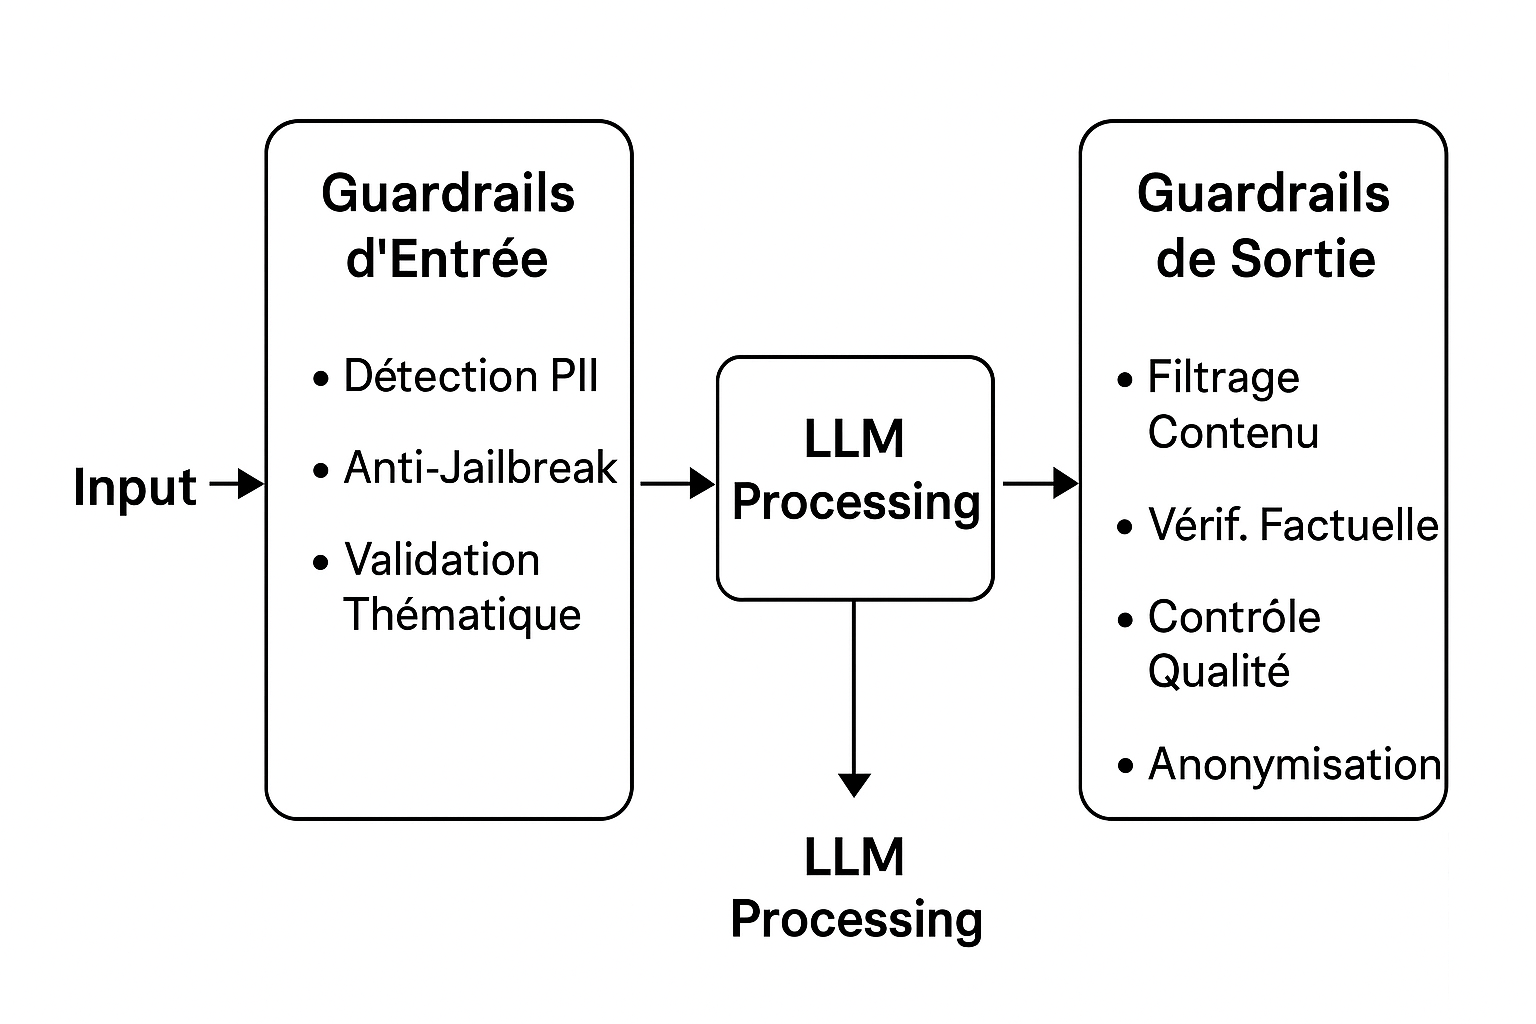 Input
Guardrails
d'Entrée
• Détection PII
• Anti-Jailbreak
• Validation
Thématique
LLM
Processing
LLM
Processing
Guardrails
de Sortie
• Filtrage
Contenu
• Vérif. Factuelle
• Contrôle
Qualité
• Anonymisation